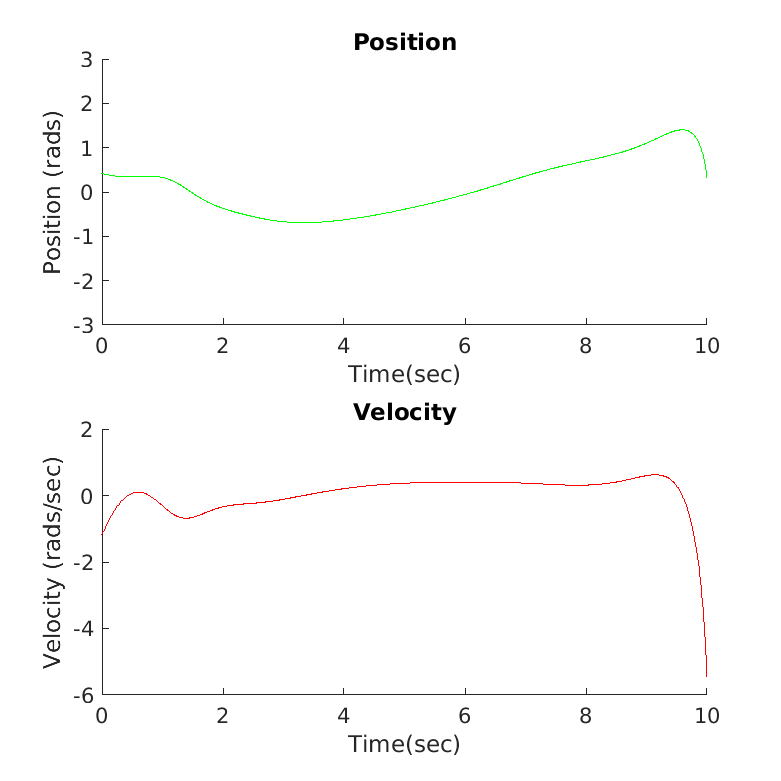 Position
3
2
1
0
-1
-2
-3
Position (rads)
0 2 4 6 8 10
Time(sec)
Velocity
2
0
-2
-4
-6
Velocity (rads/sec)
0 2 4 6 8 10
Time(sec)